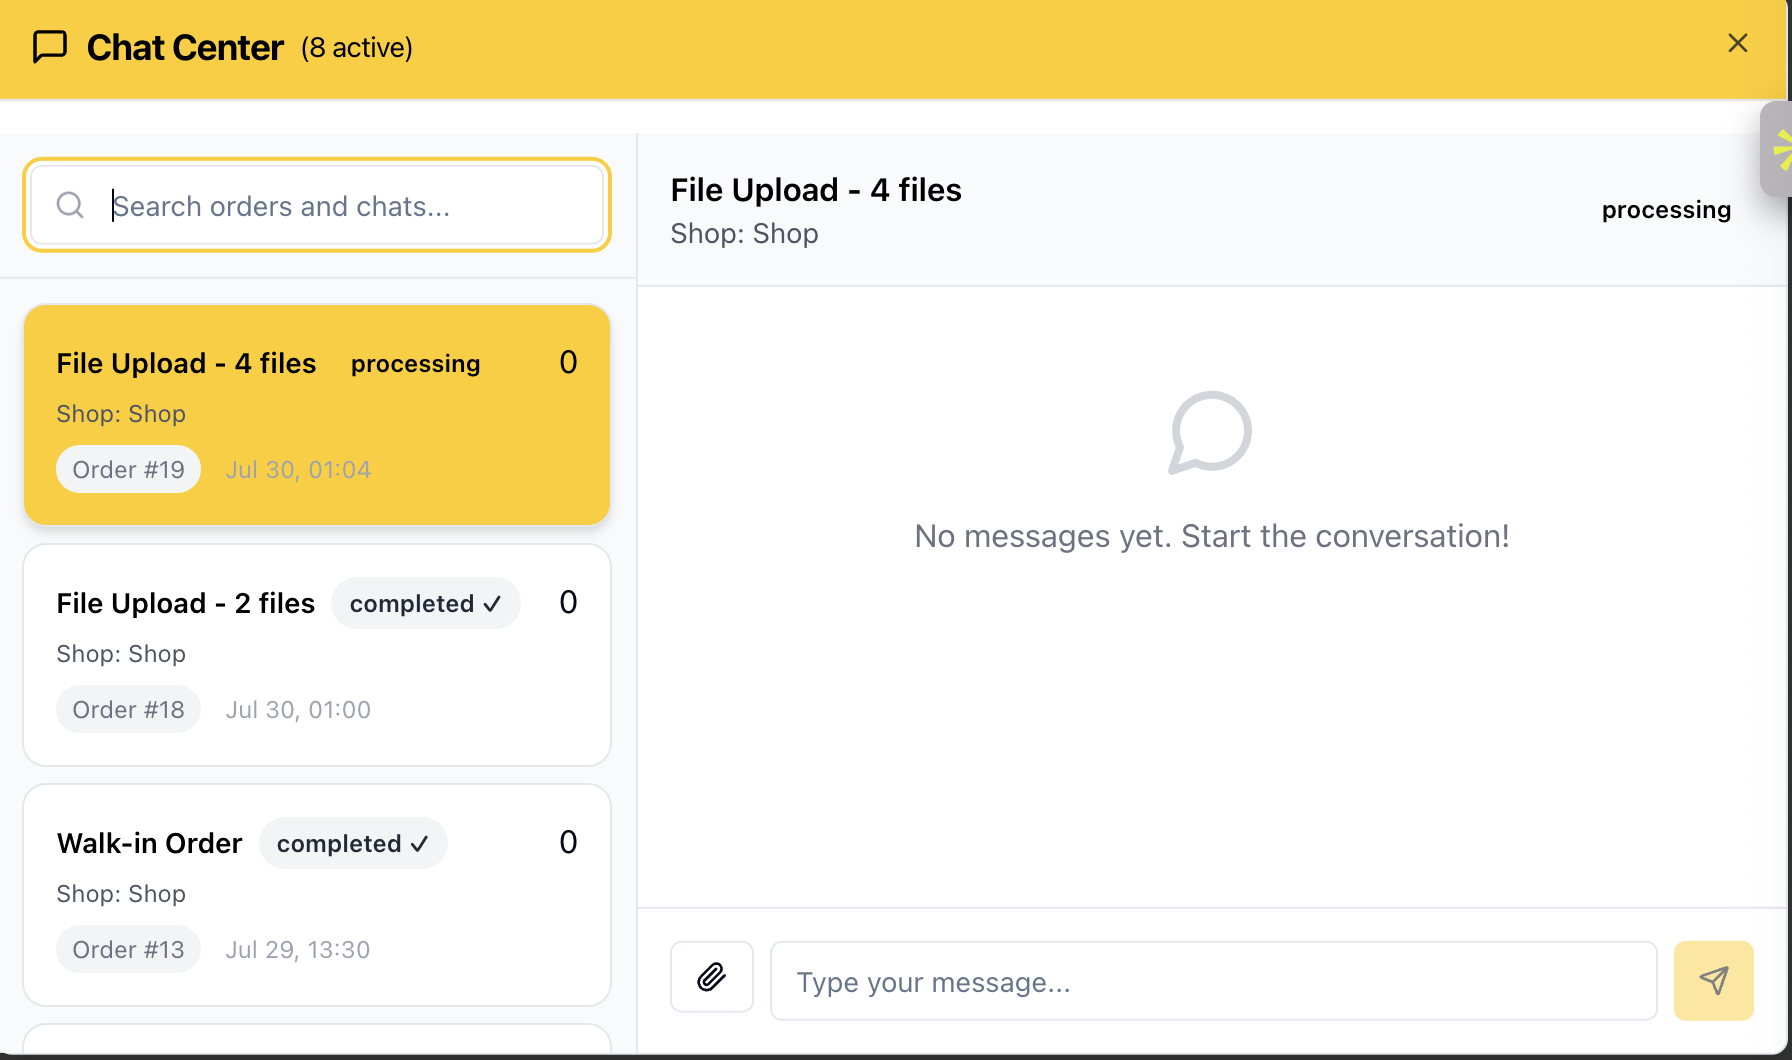 Chat Center (8 active)
Search orders and chats...
File Upload - 4 files processing 0
Shop: Shop
Order #19 Jul 30, 01:04
File Upload - 2 files completed ✓ 0
Shop: Shop
Order #18 Jul 30, 01:00
Walk-in Order completed ✓ 0
Shop: Shop
Order #13 Jul 29, 13:30
File Upload - 4 files
Shop: Shop
processing
No messages yet. Start the conversation!
Type your message...